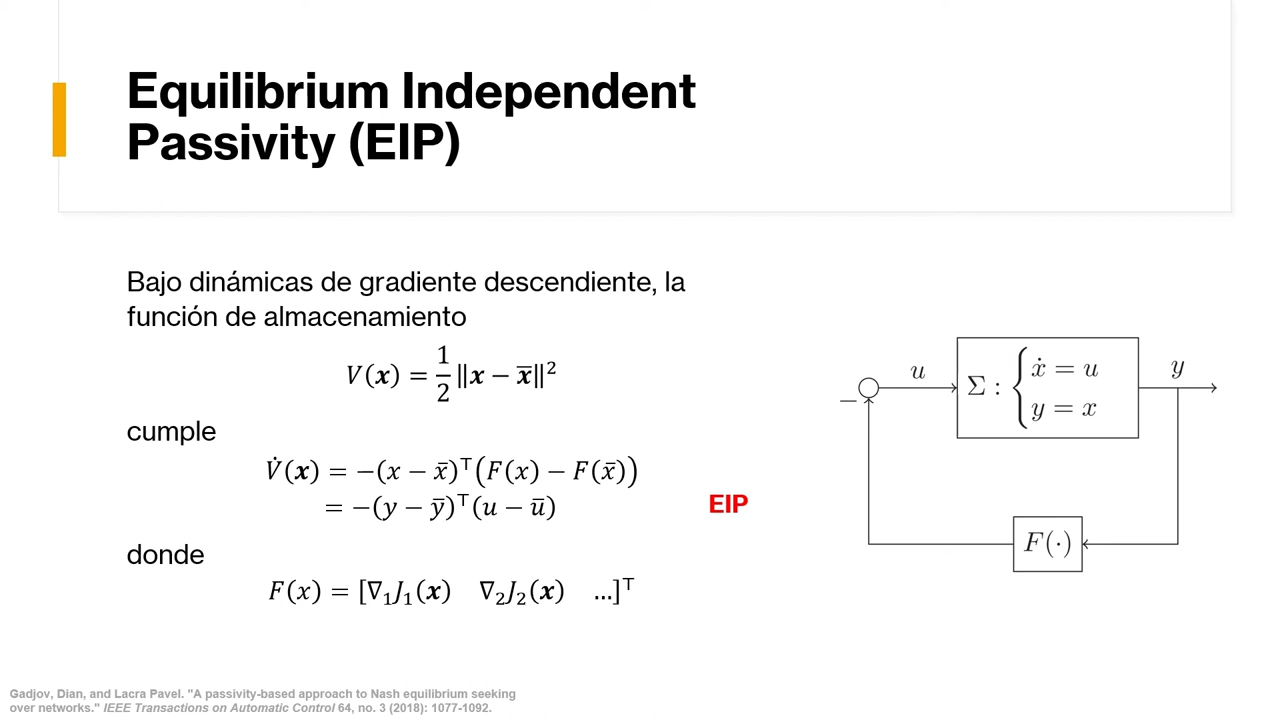 Equilibrium Independent
Passivity (EIP)
Bajo dinámicas de gradiente descendiente, la
función de almacenamiento
V(x) = 1/2 ‖x − x̅‖²
cumple
V̇(x) = −(x − x̄)ᵀ(F(x) − F(x̄))
= −(y − ȳ)ᵀ(u − ū)
EIP
donde
F(x) = [∇₁J₁(x) ∇₂J₂(x) …]ᵀ
−
u
Σ : { ẋ = u
y = x
y
F(·)
Gadjov, Dian, and Lacra Pavel. "A passivity-based approach to Nash equilibrium seeking
over networks." IEEE Transactions on Automatic Control 64, no. 3 (2018): 1077-1092.